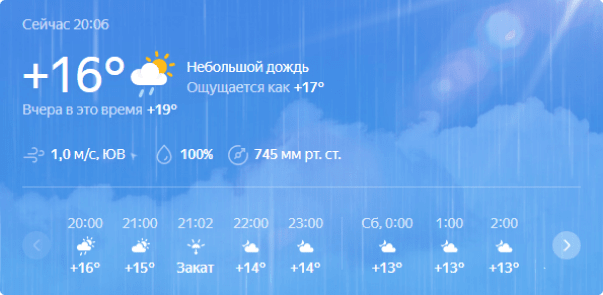 Сейчас 20:06
+16°
Небольшой дождь
Ощущается как +17°
Вчера в это время +19°
1,0 м/с, ЮВ 100% 745 мм рт. ст.
20:00 21:00 21:02 22:00 23:00 Сб, 0:00 1:00 2:00
+16° +15° Закат +14° +14° +13° +13° +13°